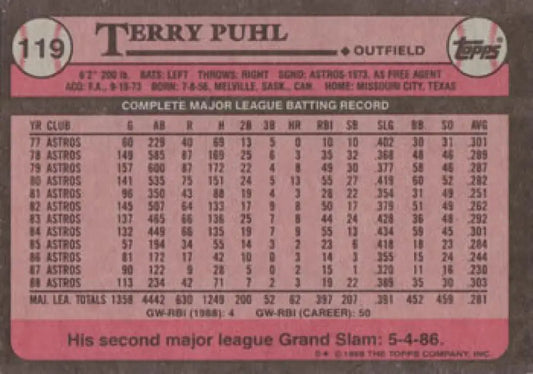 119
TERRY PUHL
OUTFIELD
TOPPS
6'2" 200 lb. BATS: LEFT THROWS: RIGHT SGND: ASTROS-1973, AS FREE AGENT
ACQ: F.A., 9-19-73 BORN: 7-8-56, MELVILLE, SASK., CAN. HOME: MISSOURI CITY, TEXAS
COMPLETE MAJOR LEAGUE BATTING RECORD
YR CLUB G AB R H 2B 3B HR RBI SB SLG BB SO AVG
77 ASTROS 60 229 40 69 13 5 0 10 10 .402 30 31 .301
78 ASTROS 149 585 87 169 25 6 3 35 32 .368 48 46 .289
79 ASTROS 157 600 87 172 22 4 8 49 30 .377 58 46 .287
80 ASTROS 141 535 75 151 24 5 13 55 27 .419 60 52 .282
81 ASTROS 96 350 43 88 19 4 3 28 22 .354 31 49 .251
82 ASTROS 145 507 64 133 17 9 8 50 17 .379 51 49 .262
83 ASTROS 137 465 66 136 25 7 8 44 24 .428 36 48 .292
84 ASTROS 132 449 66 135 19 7 9 55 13 .434 59 45 .301
85 ASTROS 57 194 34 55 14 3 2 23 6 .418 18 23 .284
86 ASTROS 81 172 17 42 10 0 3 14 3 .355 15 24 .244
87 ASTROS 90 122 9 28 5 0 2 15 1 .320 11 16 .230
88 ASTROS 113 234 42 71 7 2 3 19 22 .389 35 30 .303
MAJ. LEA. TOTALS 1358 4442 630 1249 200 52 62 397 207 .391 452 459 .281
GW-RBI (1988): 4 GW-RBI (CAREER): 50
His second major league Grand Slam: 5-4-86.
© 1989 THE TOPPS COMPANY, INC.